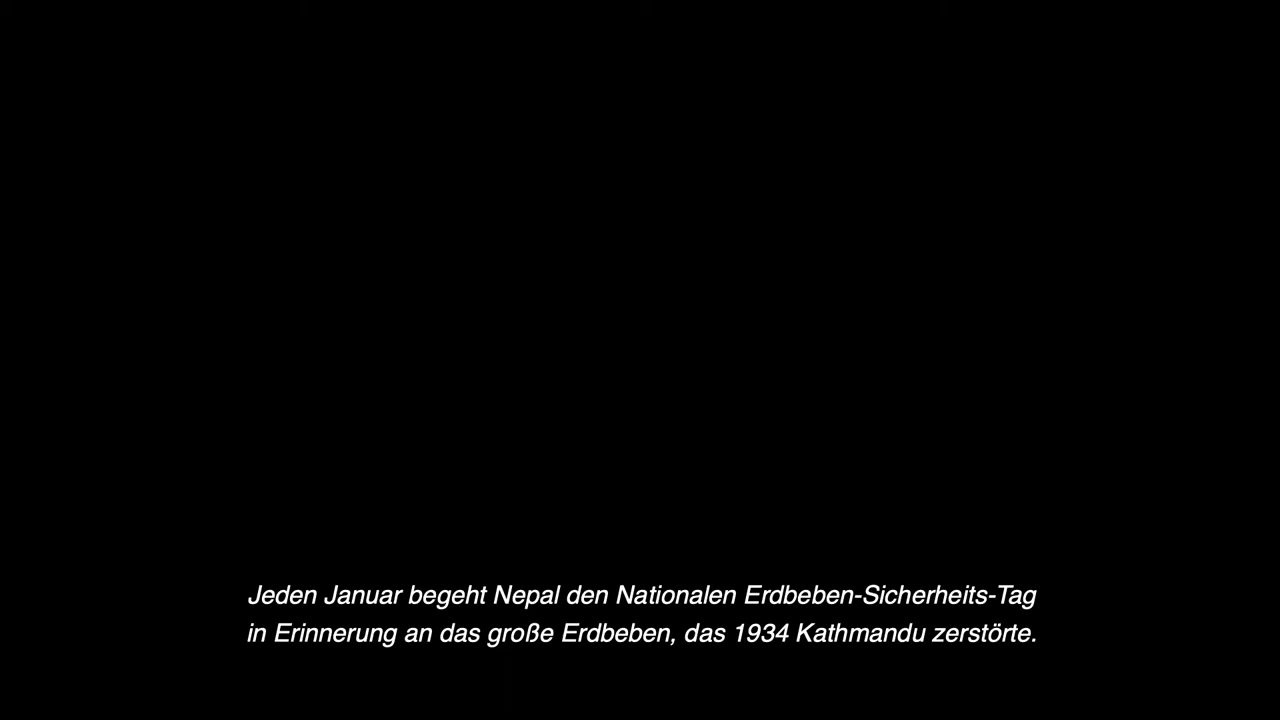 Jeden Januar begeht Nepal den Nationalen Erdbeben-Sicherheits-Tag
in Erinnerung an das große Erdbeben, das 1934 Kathmandu zerstörte.